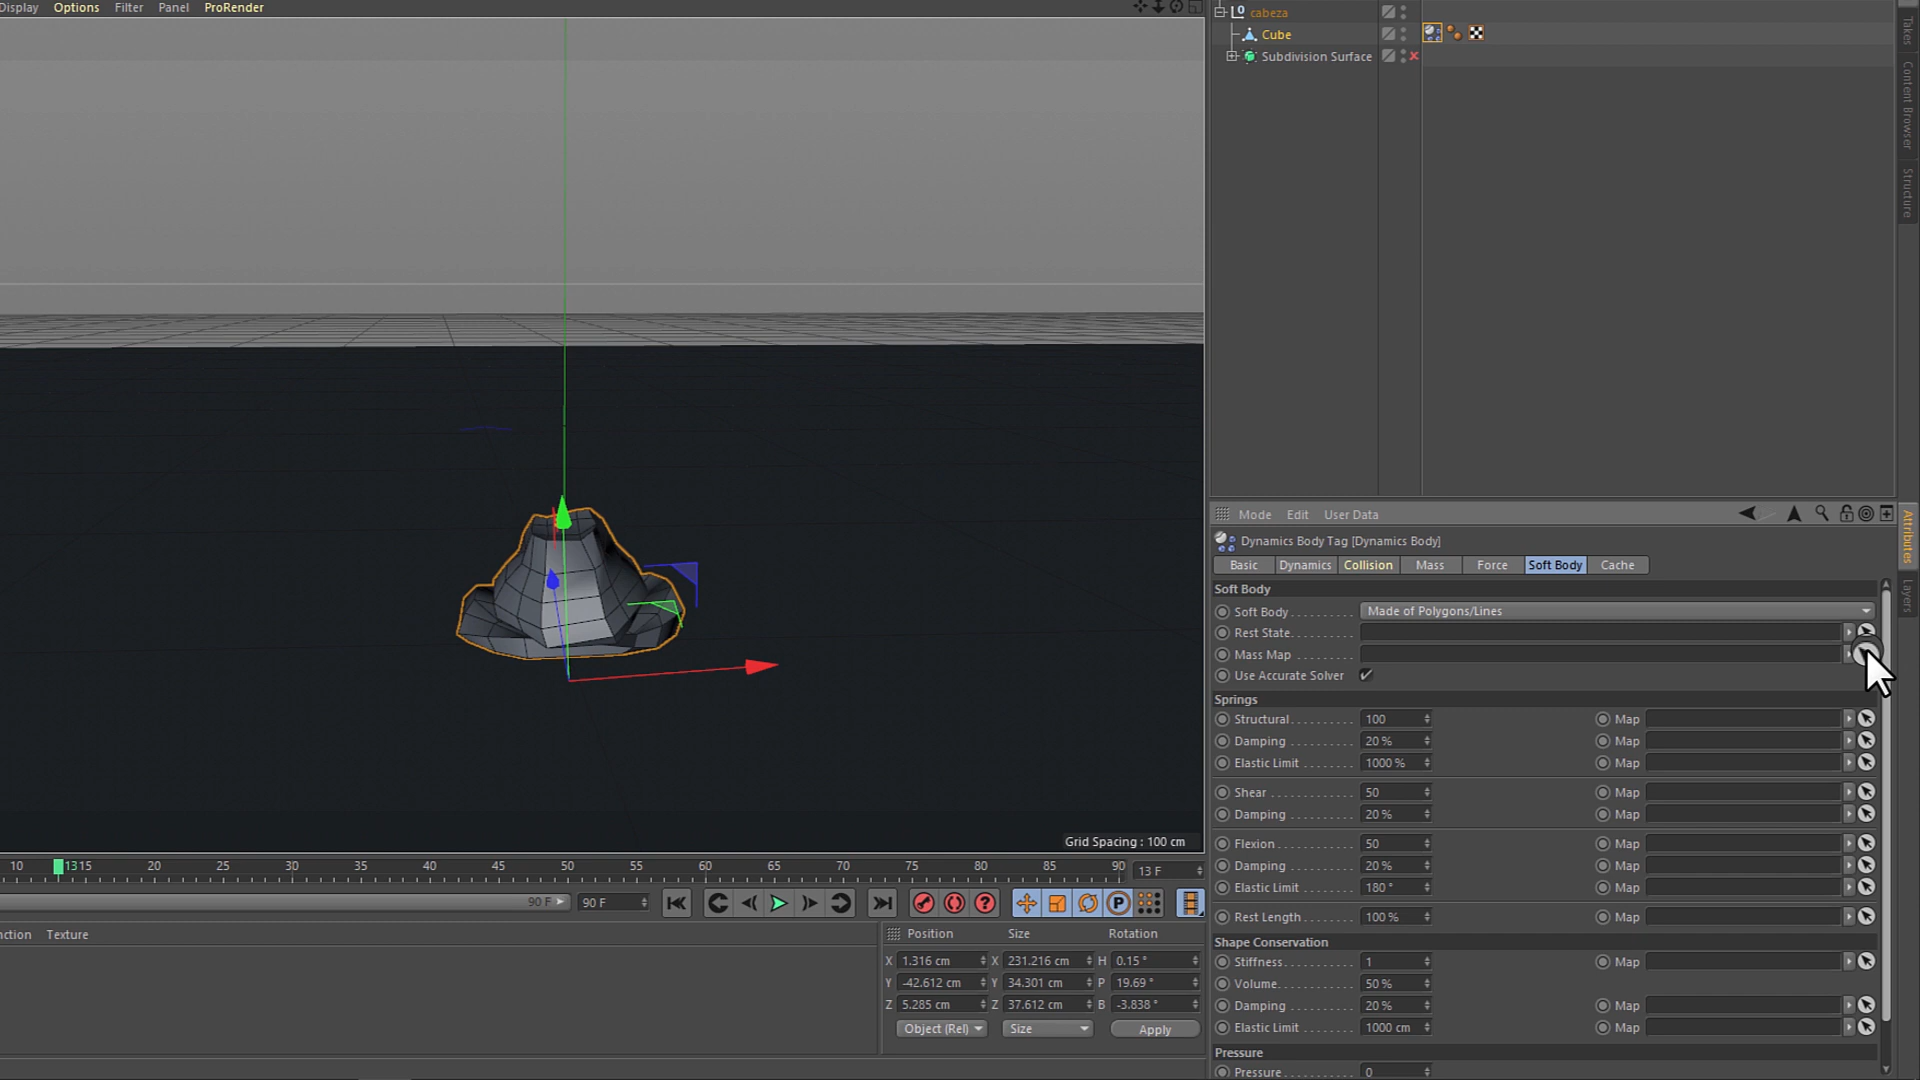 Display Options Filter Panel ProRender
cabeza
Cube
Subdivision Surface
Takes
Content Browser
Structure
Grid Spacing : 100 cm
10 13 15 20 25 30 35 40 45 50 55 60 65 70 75 80 85 90 13 F
90 F 90 F
Texture
Position Size Rotation
X 1.316 cm X 231.216 cm H 0.15 °
Y -42.612 cm Y 34.301 cm P 19.69 °
Z 5.285 cm Z 37.612 cm B -3.838 °
Object (Rel) Size Apply
Mode Edit User Data
Dynamics Body Tag [Dynamics Body]
Basic Dynamics Collision Mass Force Soft Body Cache
Soft Body
Soft Body Made of Polygons/Lines
Rest State
Mass Map
Use Accurate Solver
Springs
Structural 100 Map
Damping 20 % Map
Elastic Limit 1000 % Map
Shear 50 Map
Damping 20 % Map
Flexion 50 Map
Damping 20 % Map
Elastic Limit 180 ° Map
Rest Length 100 % Map
Shape Conservation
Stiffness 1 Map
Volume 50 %
Damping 20 % Map
Elastic Limit 1000 cm Map
Pressure
Pressure 0
Attributes
Layers